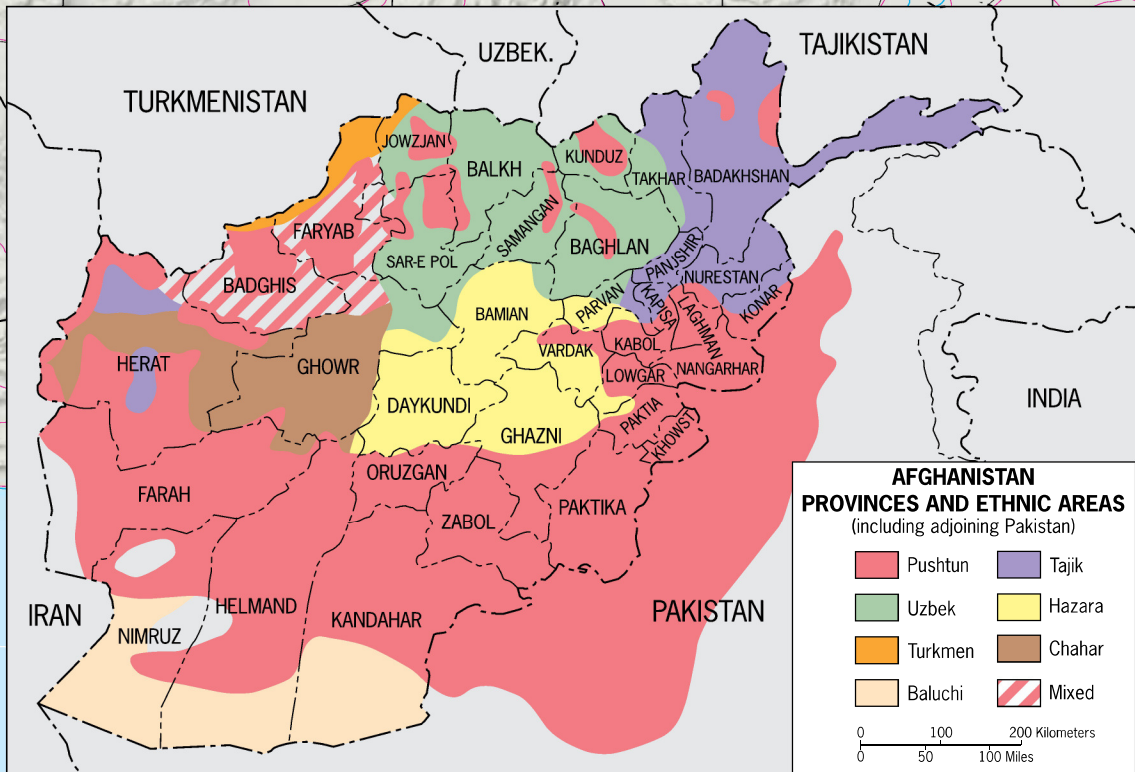 UZBEK.
TAJIKISTAN
TURKMENISTAN
JOWZJAN
BALKH
KUNDUZ
TAKHAR
BADAKHSHAN
FARYAB
SAMANGAN
BAGHLAN
SAR-E POL
PANJSHIR
NURESTAN
BADGHIS
KAPISA
KONAR
BAMIAN
PARVAN
LAGHMAN
HERAT
GHOWR
VARDAK
KABOL
LOWGAR
NANGARHAR
INDIA
DAYKUNDI
GHAZNI
PAKTIA
KHOWST
ORUZGAN
FARAH
ZABOL
PAKTIKA
IRAN
NIMRUZ
HELMAND
KANDAHAR
PAKISTAN
AFGHANISTAN
PROVINCES AND ETHNIC AREAS
(including adjoining Pakistan)
Pushtun
Tajik
Uzbek
Hazara
Turkmen
Chahar
Baluchi
Mixed
0 100 200 Kilometers
0 50 100 Miles